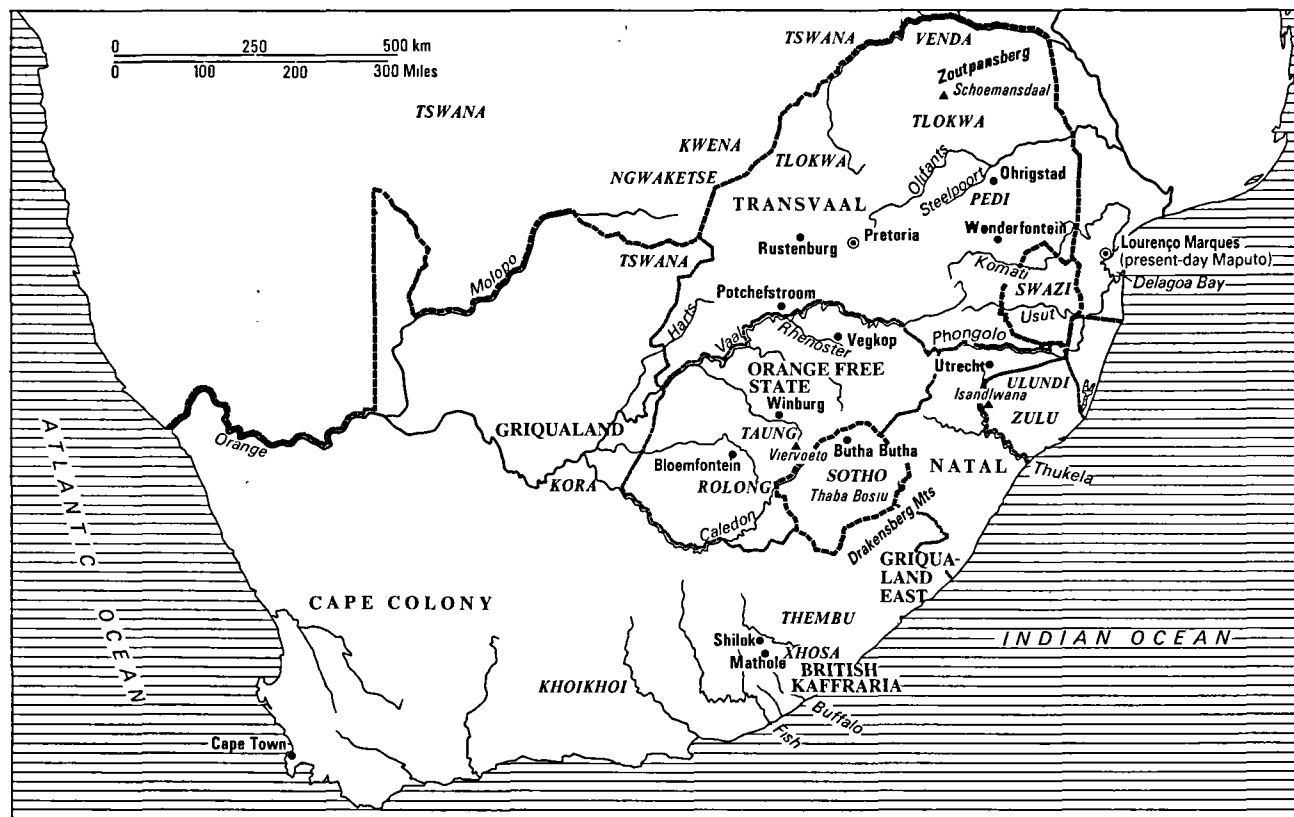 0 250 500 km
0 100 200 300 Miles
TSWANA
VENDA
Zoutpansberg
Schoemansdaal
TSWANA
TLOKWA
KWENA
TLOKWA
NGWAKETSE
Olifants
Steelpoort
Ohrigstad
PEDI
TRANSVAAL
Rustenburg
Pretoria
Wonderfontein
Lourenço Marques
(present-day Maputo)
Delagoa Bay
TSWANA
Molopo
Komati
SWAZI
Usut
Potchefstroom
Harts
Vaal
Rhenoster
Vegkop
Phongolo
Utrecht
ULUNDI
Isandlwana
ZULU
ORANGE FREE
STATE
Winburg
GRIQUALAND
TAUNG
Viervoeto
Butha Butha
NATAL
Thukela
Orange
Bloemfontein
KORA
ROLONG
SOTHO
Thaba Bosiu
Caledon
Drakensberg Mts
GRIQUA-
LAND
EAST
ATLANTIC OCEAN
CAPE COLONY
THEMBU
INDIAN OCEAN
Shilok
XHOSA
Mathole
BRITISH
KAFFRARIA
KHOIKHOI
Buffalo
Fish
Cape Town